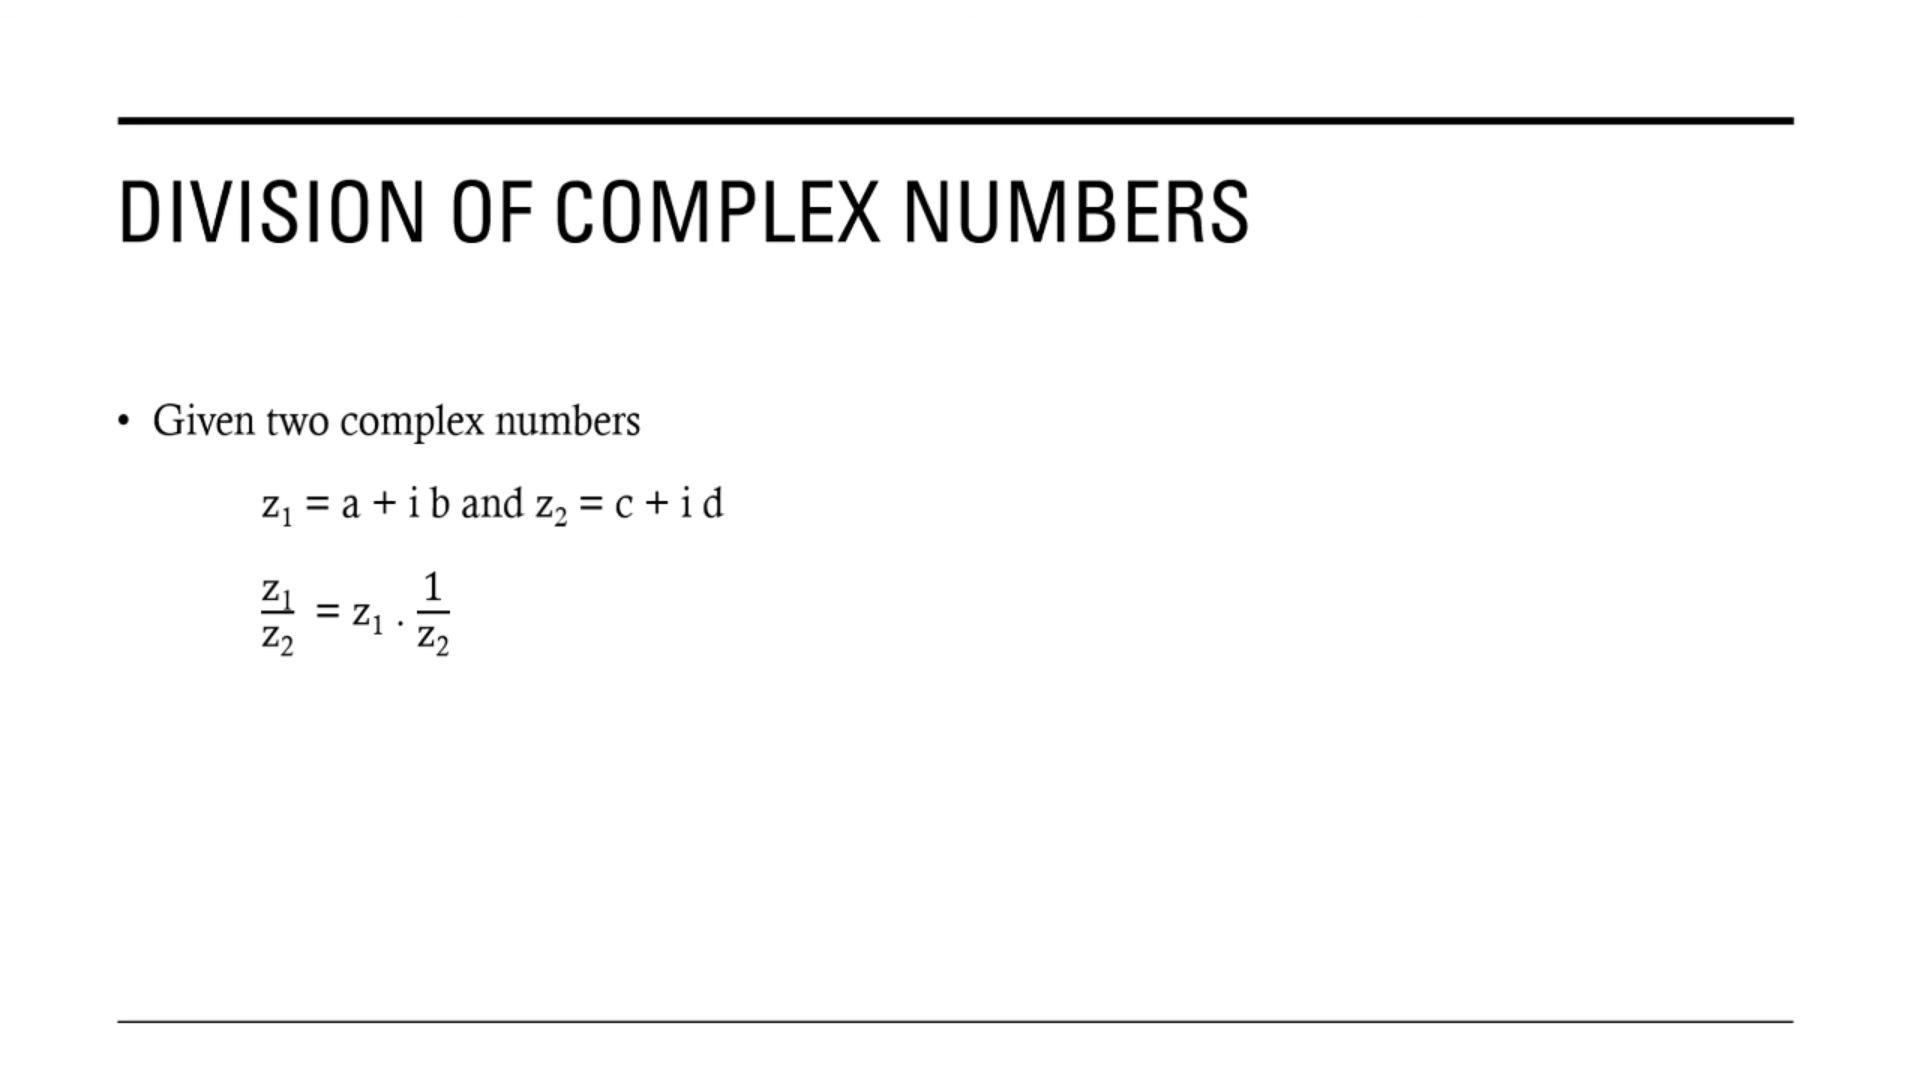 DIVISION OF COMPLEX NUMBERS
• Given two complex numbers
z₁ = a + i b and z₂ = c + i d
z₁/z₂ = z₁ . 1/z₂